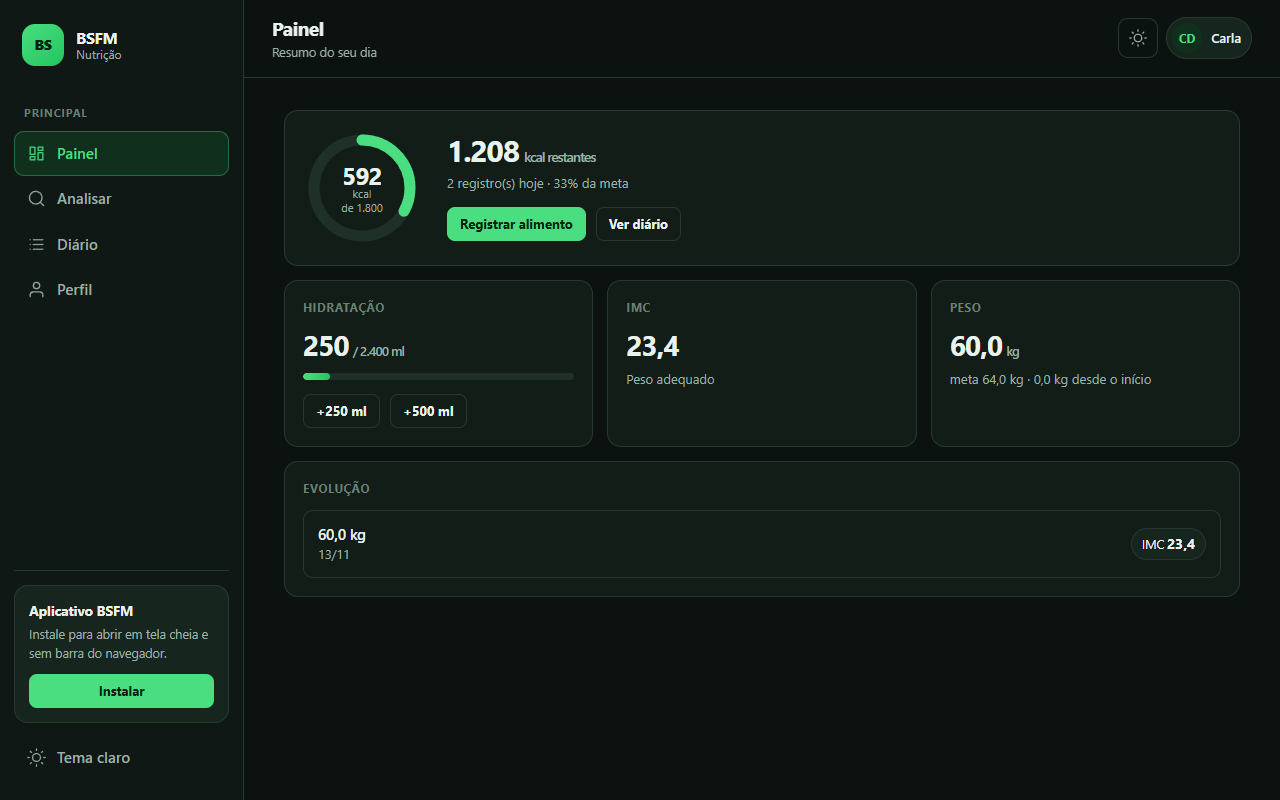 BS
BSFM
Nutrição
PRINCIPAL
Painel
Analisar
Diário
Perfil
Aplicativo BSFM
Instale para abrir em tela cheia e
sem barra do navegador.
Instalar
Tema claro
Painel
Resumo do seu dia
CD Carla
592
kcal
de 1.800
1.208 kcal restantes
2 registro(s) hoje · 33% da meta
Registrar alimento
Ver diário
HIDRATAÇÃO
250 / 2.400 ml
+250 ml
+500 ml
IMC
23,4
Peso adequado
PESO
60,0 kg
meta 64,0 kg · 0,0 kg desde o início
EVOLUÇÃO
60,0 kg
13/11
IMC 23,4